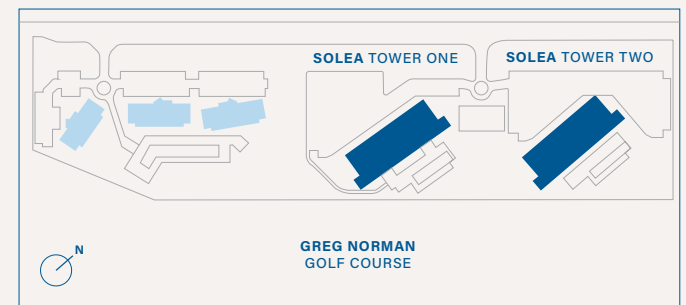 SOLEA TOWER ONE
SOLEA TOWER TWO
N
GREG NORMAN
GOLF COURSE